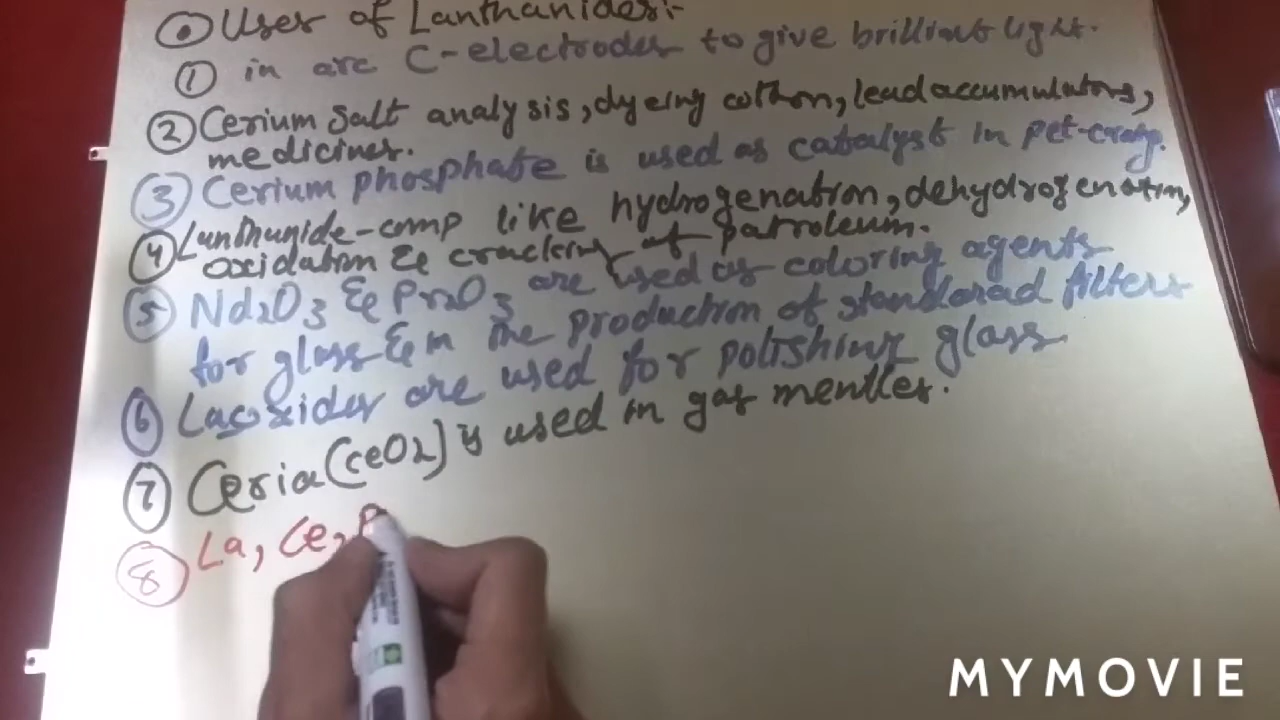 Uses of Lanthanides:-
① in arc C-electrodes to give brilliant light.
② Cerium salt analysis, dyeing cotton, lead accumulators,
medicines.
③ Cerium phosphate is used as catalyst in pet-crag.
④ Lanthanide-comp like hydrogenation, dehydrogenation,
oxidation & cracking of patroleum.
⑤ Nd2O3 & Pr2O3 are used as coloring agents
for glass & in the production of standarad filters
⑥ La oxides are used for polishing glass
⑦ Ceria (CeO2) is used in gas mentles.
⑧ La, Ce, P
MYMOVIE